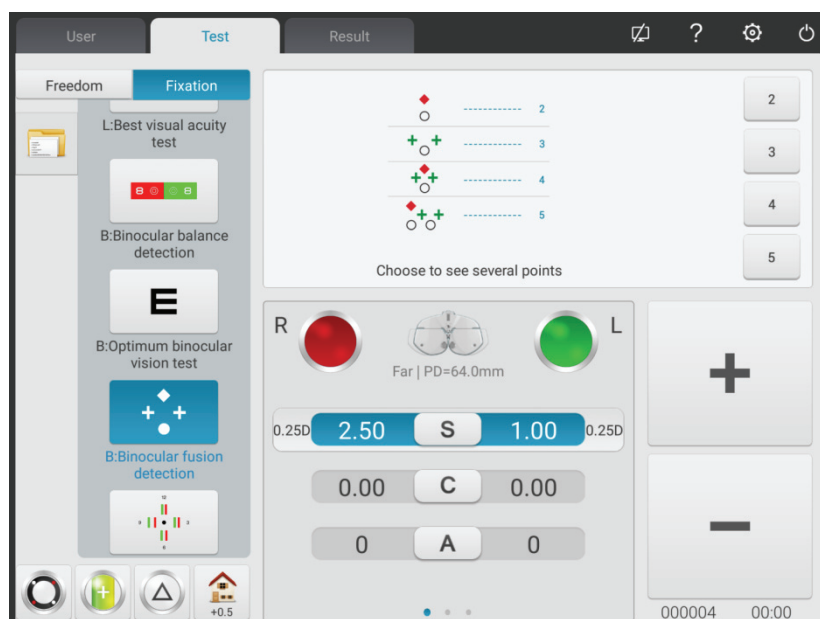 User
Test
Result
?
Freedom
Fixation
L:Best visual acuity
test
B:Binocular balance
detection
E
B:Optimum binocular
vision test
B:Binocular fusion
detection
+0.5
------------ 2
------------ 3
------------ 4
------------ 5
Choose to see several points
2
3
4
5
R
L
Far | PD=64.0mm
0.25D 2.50 S 1.00 0.25D
0.00 C 0.00
0 A 0
+
−
000004 00:00